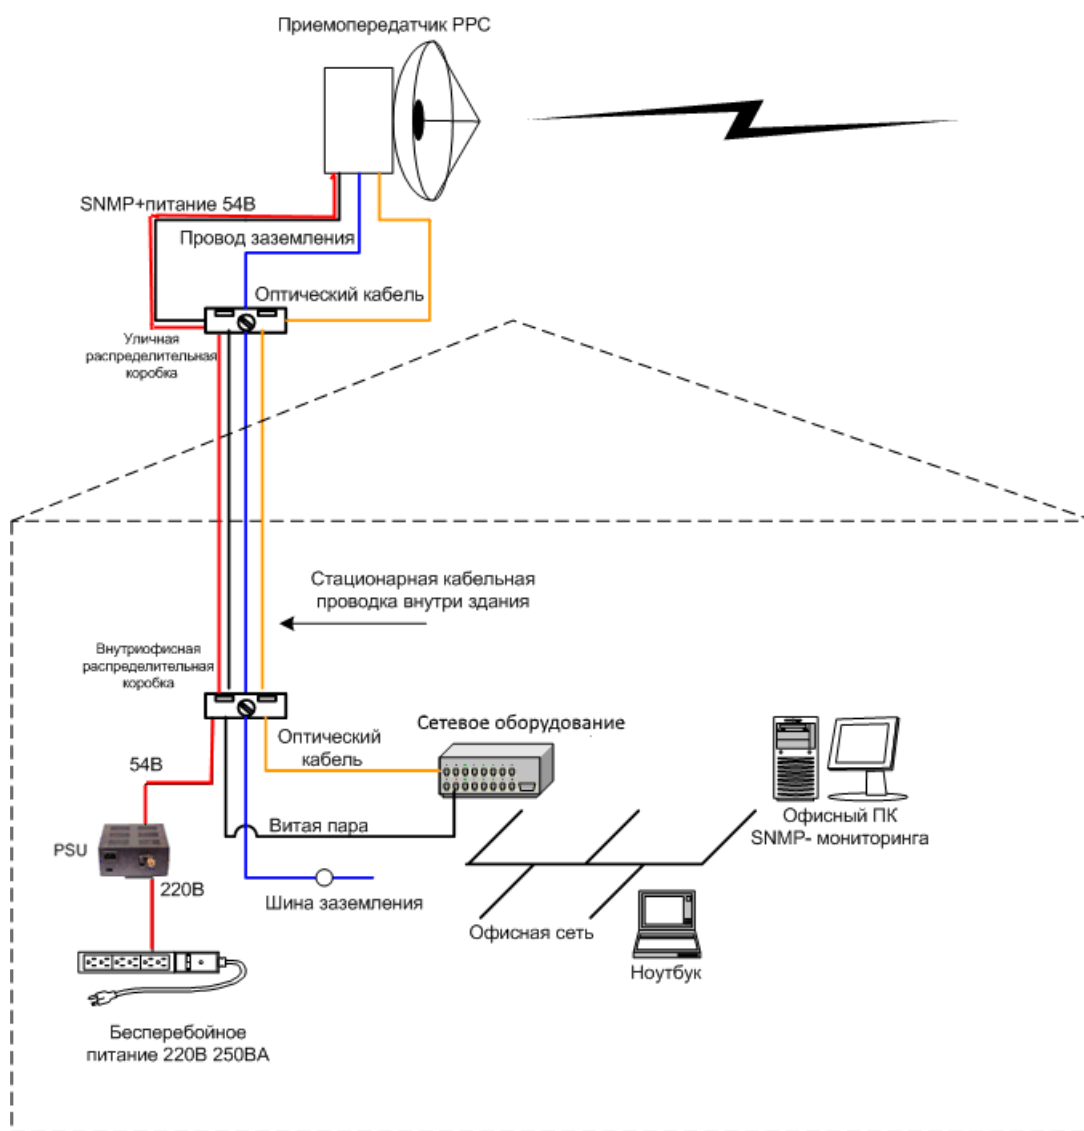 Приемопередатчик РРС
SNMP+питание 54В
Провод заземления
Оптический кабель
Уличная
распределительная
коробка
Стационарная кабельная
проводка внутри здания
Внутриофисная
распределительная
коробка
Сетевое оборудование
Оптический
кабель
54В
Витая пара
Офисный ПК
SNMP- мониторинга
PSU
220В
Шина заземления
Офисная сеть
Ноутбук
Бесперебойное
питание 220В 250ВА